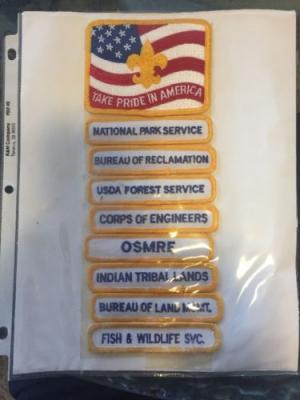 TAKE PRIDE IN AMERICA
NATIONAL PARK SERVICE
BUREAU OF RECLAMATION
USDA FOREST SERVICE
CORPS OF ENGINEERS
OSMRE
INDIAN TRIBAL LANDS
BUREAU OF LAND MGMT.
FISH & WILDLIFE SVC.